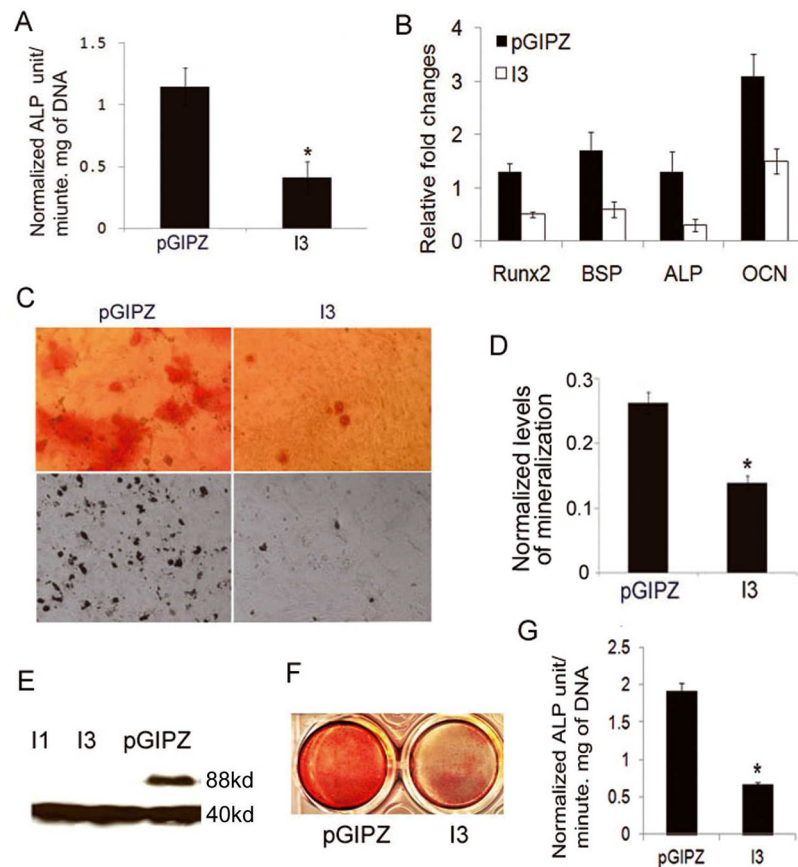 A
Normalized ALP unit/
miunte. mg of DNA
1.5
1
0.5
0
*
pGIPZ I3
B
Relative fold changes
4
3
2
1
0
pGIPZ
I3
Runx2 BSP ALP OCN
C
pGIPZ I3
D
Normalized levels
of mineralization
0.3
0.2
0.1
0
*
pGIPZ I3
E
I1 I3 pGIPZ
88kd
40kd
F
pGIPZ I3
G
Normalized ALP unit/
minute. mg of DNA
2.5
2
1.5
1
0.5
0
*
pGIPZ I3